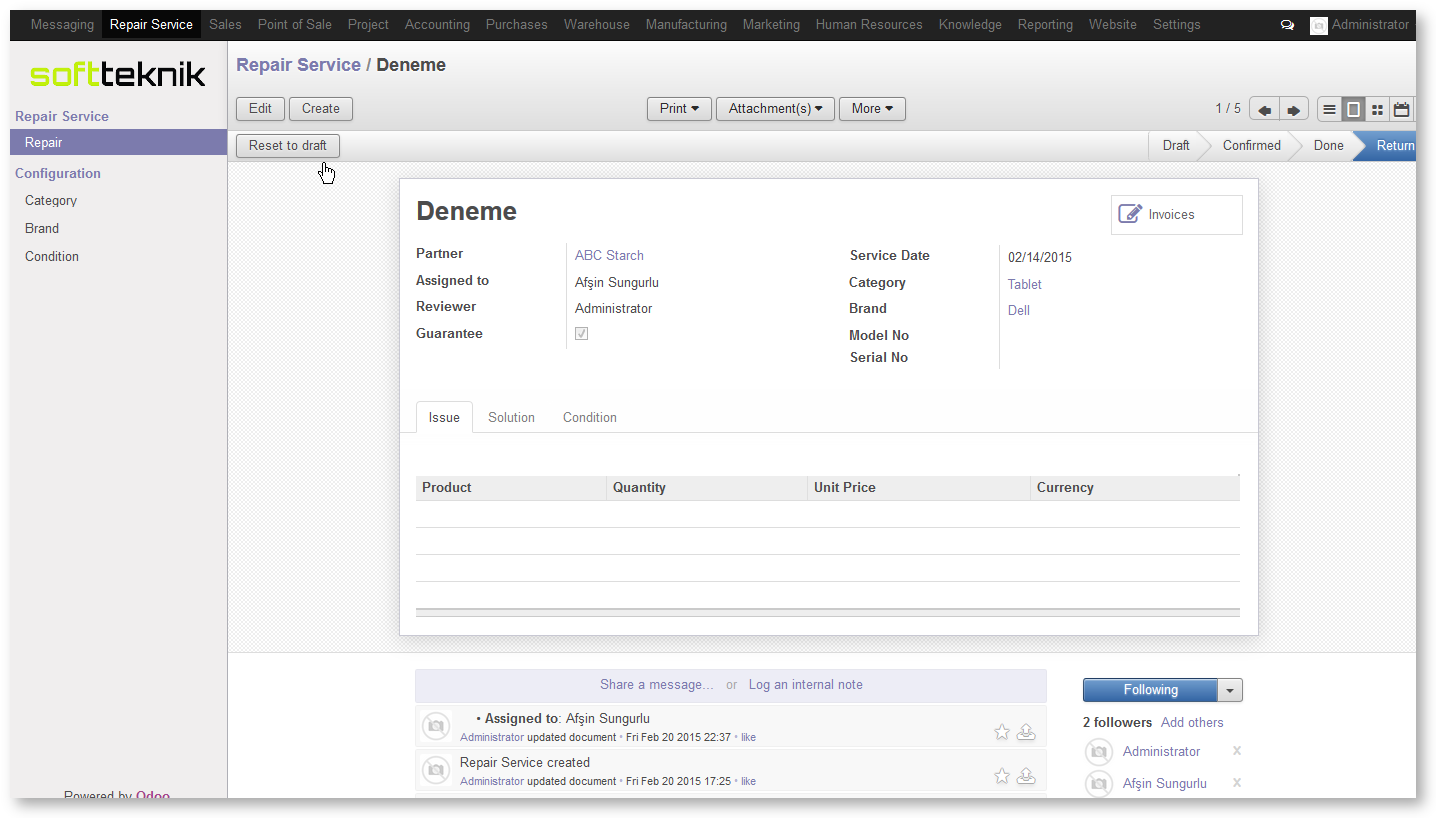 Messaging Repair Service Sales Point of Sale Project Accounting Purchases Warehouse Manufacturing Marketing Human Resources Knowledge Reporting Website Settings Administrator
softteknik
Repair Service / Deneme
Edit Create Print Attachment(s) More 1 / 5
Repair Service
Repair
Configuration
Category
Brand
Condition
Reset to draft Draft Confirmed Done Return
Deneme
Invoices
Partner ABC Starch Service Date 02/14/2015
Assigned to Afşin Sungurlu Category Tablet
Reviewer Administrator Brand Dell
Guarantee Model No
Serial No
Issue Solution Condition
Product Quantity Unit Price Currency
Share a message... or Log an internal note
• Assigned to: Afşin Sungurlu
Administrator updated document • Fri Feb 20 2015 22:37 • like
Repair Service created
Administrator updated document • Fri Feb 20 2015 17:25 • like
Following
2 followers Add others
Administrator x
Afşin Sungurlu x
Powered by Odoo